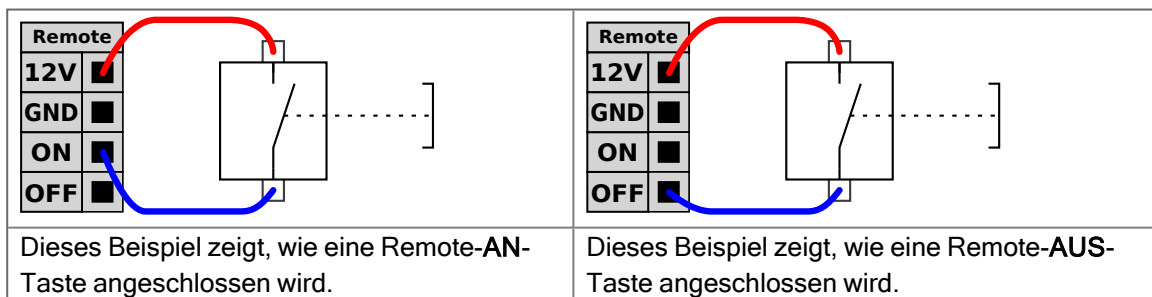 Remote
12V
GND
ON
OFF
Dieses Beispiel zeigt, wie eine Remote-AN-
Taste angeschlossen wird.
Remote
12V
GND
ON
OFF
Dieses Beispiel zeigt, wie eine Remote-AUS-
Taste angeschlossen wird.